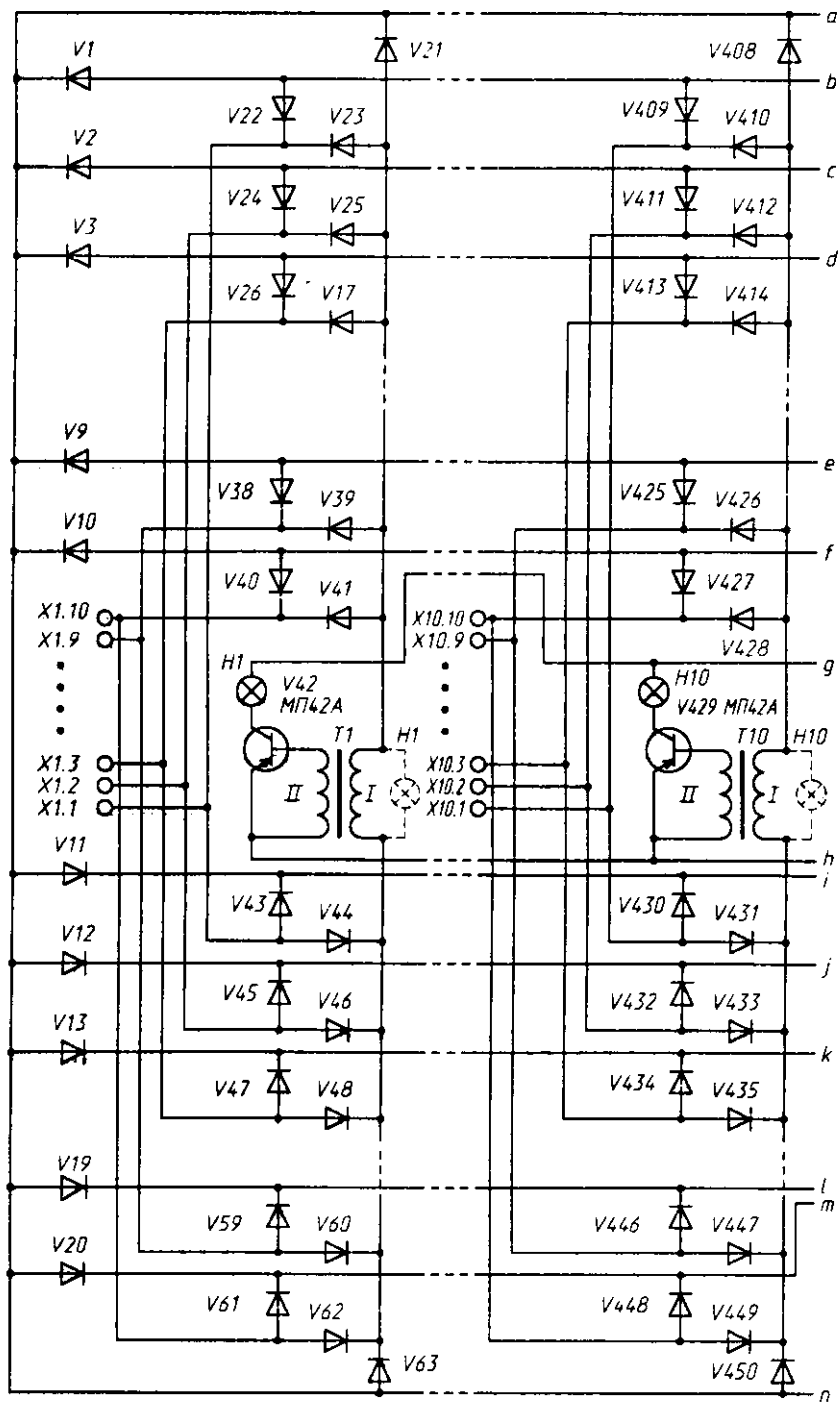 a
V1
V21
V408
b
V22
V23
V409
V410
V2
c
V24
V25
V411
V412
V3
d
V26
V17
V413
V414
V9
e
V38
V39
V425
V426
V10
f
V40
V41
V427
X1.10
X10.10
X1.9
X10.9
V428
H1
g
V42
H10
МП42А
V429 МП42А
T1
H1
T10
H10
X1.3
X10.3
X1.2
II
I
X10.2
II
I
X1.1
X10.1
V11
h
i
V43
V44
V430
V431
V12
j
V45
V46
V432
V433
V13
k
V47
V48
V434
V435
V19
l
m
V59
V60
V446
V447
V20
V61
V62
V448
V449
V63
V450
n